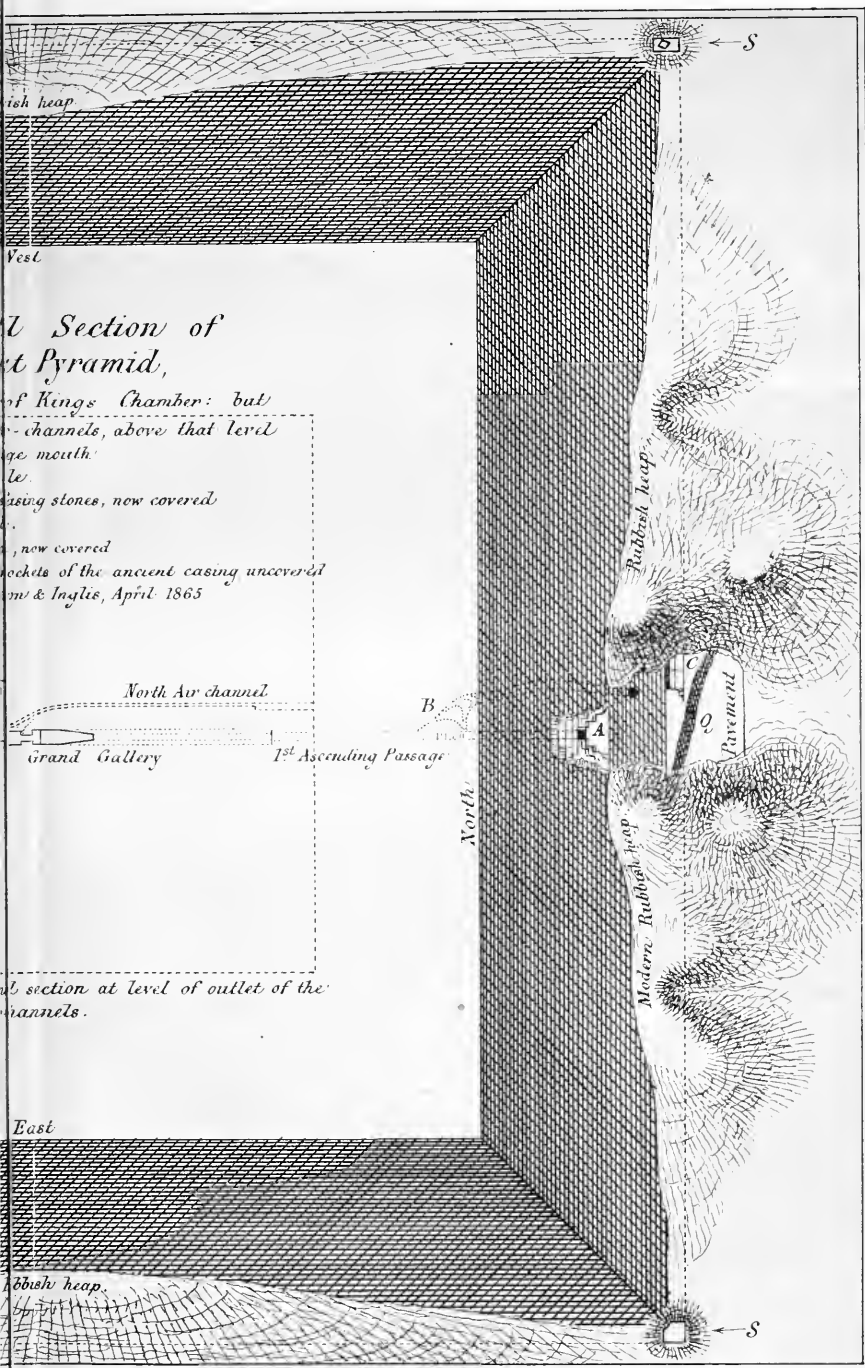 S
ish heap.
West
l Section of
t Pyramid,
of Kings Chamber: but
- channels, above that level
ge mouth
le.
asing stones, now covered
, now covered
ockets of the ancient casing uncovered
n & Inglis, April 1865
North Air channel
Grand Gallery
1st Ascending Passage
B
A
C
Q
Pavement
North
Rubbish heap
Modern Rubbish heap
l section at level of outlet of the
hannels.
East
bbish heap.
S